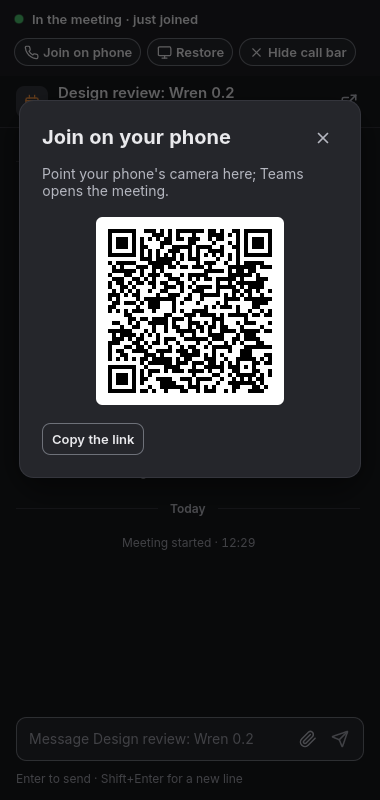 In the meeting · just joined
Join on phone
Restore
Hide call bar
Design review: Wren 0.2
Join on your phone
Point your phone's camera here; Teams
opens the meeting.
Copy the link
Today
Meeting started · 12:29
Message Design review: Wren 0.2
Enter to send · Shift+Enter for a new line